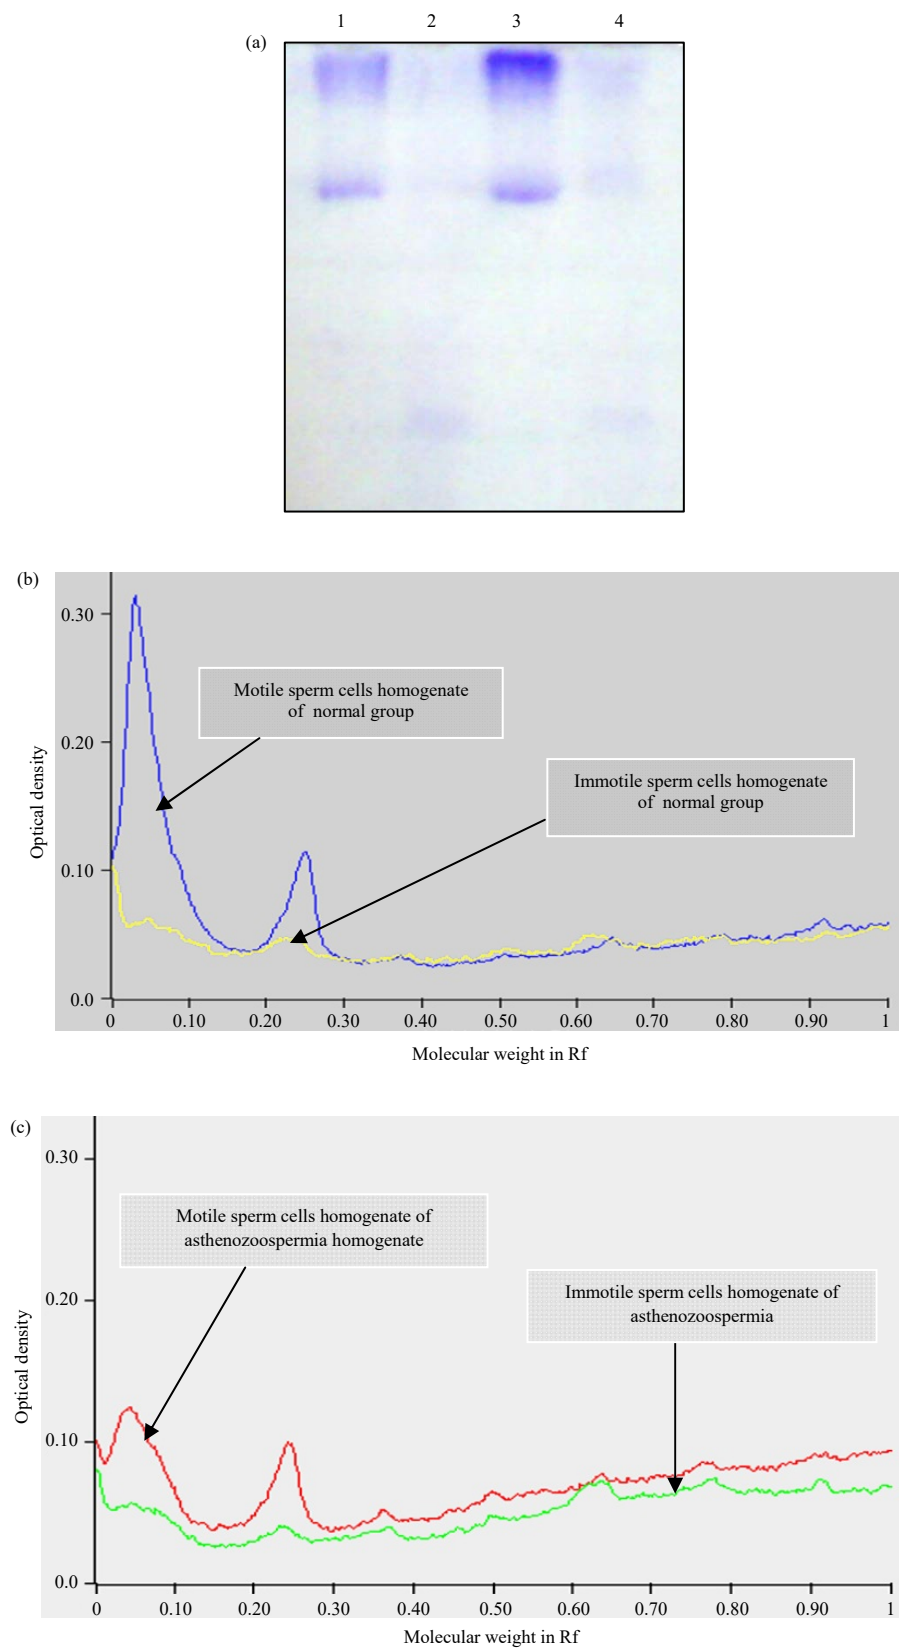 1 2 3 4
(a)
(b)
0.30
Motile sperm cells homogenate
of normal group
0.20
Immotile sperm cells homogenate
of normal group
Optical density
0.10
0.0
0 0.10 0.20 0.30 0.40 0.50 0.60 0.70 0.80 0.90 1
Molecular weight in Rf
(c)
0.30
Motile sperm cells homogenate of
asthenozoospermia homogenate
0.20
Immotile sperm cells homogenate of
asthenozoospermia
Optical density
0.10
0.0
0 0.10 0.20 0.30 0.40 0.50 0.60 0.70 0.80 0.90 1
Molecular weight in Rf